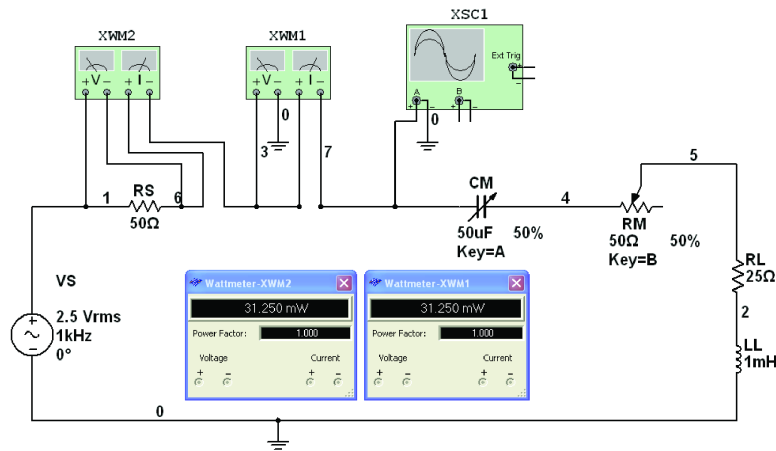 XWM2
XWM1
XSC1
+ V − + I −
+ V − + I −
Ext Trig
+
−
A
B
+ − + −
0
0
3
7
1
RS
6
50Ω
CM
50uF 50%
Key=A
4
5
RM
50Ω 50%
Key=B
RL
25Ω
2
LL
1mH
VS
2.5 Vrms
1kHz
0°
+
−
Wattmeter-XWM2
31.250 mW
Power Factor: 1.000
Voltage Current
+ − + −
Wattmeter-XWM1
31.250 mW
Power Factor: 1.000
Voltage Current
+ − + −
0